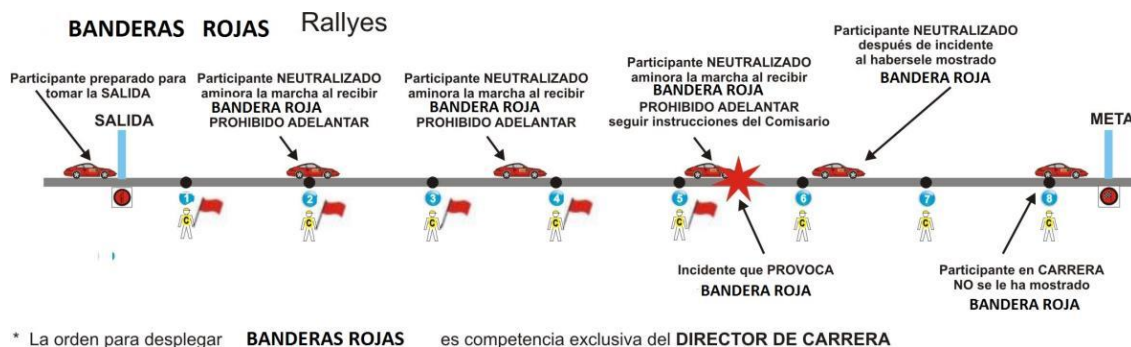 BANDERAS ROJAS Rallyes
Participante preparado para
tomar la SALIDA
SALIDA
Participante NEUTRALIZADO
aminora la marcha al recibir
BANDERA ROJA
PROHIBIDO ADELANTAR
Participante NEUTRALIZADO
aminora la marcha al recibir
BANDERA ROJA
PROHIBIDO ADELANTAR
Participante NEUTRALIZADO
aminora la marcha al recibir
BANDERA ROJA
PROHIBIDO ADELANTAR
seguir instrucciones del Comisario
Participante NEUTRALIZADO
después de incidente
al habersele mostrado
BANDERA ROJA
META
1 2 3 4 5 6 7 8
C C C C C C C C
Incidente que PROVOCA
BANDERA ROJA
Participante en CARRERA
NO se le ha mostrado
BANDERA ROJA
* La orden para desplegar BANDERAS ROJAS es competencia exclusiva del DIRECTOR DE CARRERA